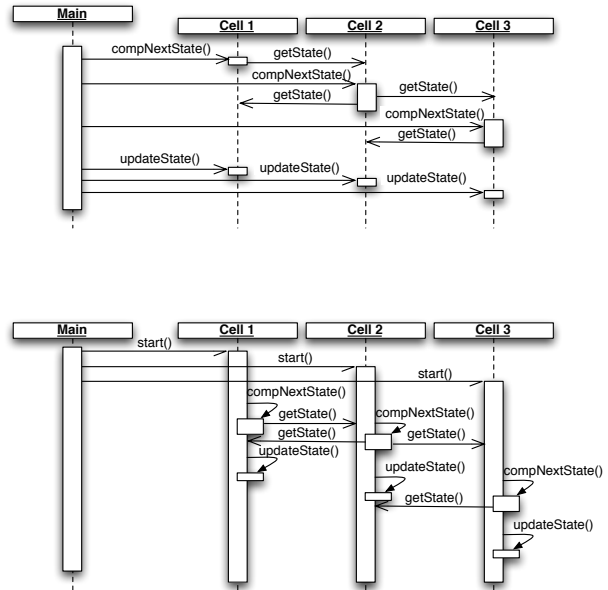 Main
Cell 1
Cell 2
Cell 3
compNextState()
getState()
compNextState()
getState()
getState()
compNextState()
getState()
updateState()
updateState()
updateState()
Main
Cell 1
Cell 2
Cell 3
start()
start()
start()
compNextState()
getState()
compNextState()
getState()
getState()
updateState()
updateState()
compNextState()
getState()
updateState()